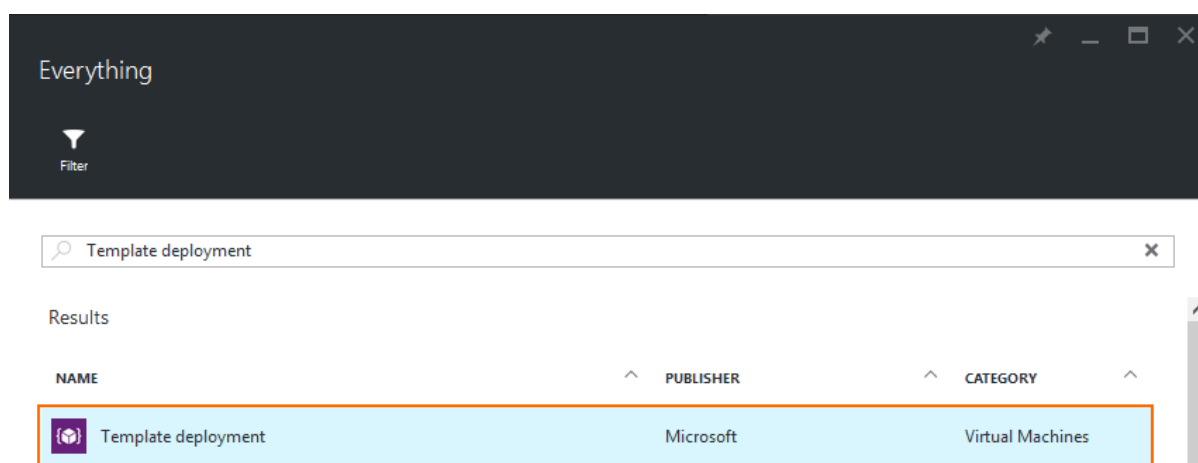 Everything
Filter
Template deployment
Results
NAME PUBLISHER CATEGORY
Template deployment Microsoft Virtual Machines